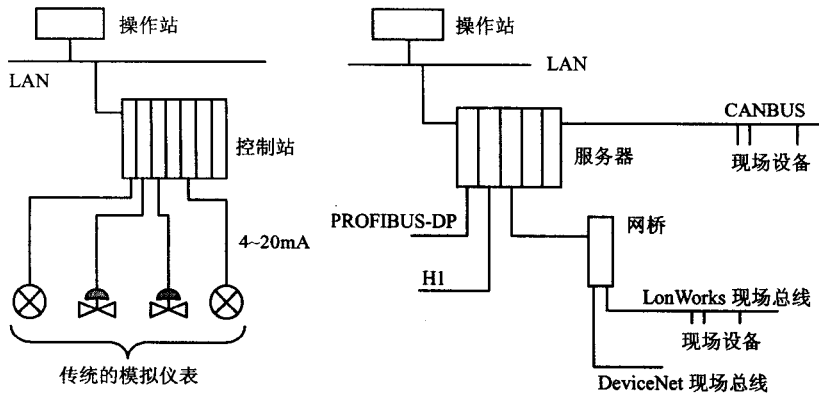 操作站
LAN
控制站
4~20mA
传统的模拟仪表
操作站
LAN
CANBUS
现场设备
服务器
PROFIBUS-DP
网桥
H1
LonWorks 现场总线
现场设备
DeviceNet 现场总线